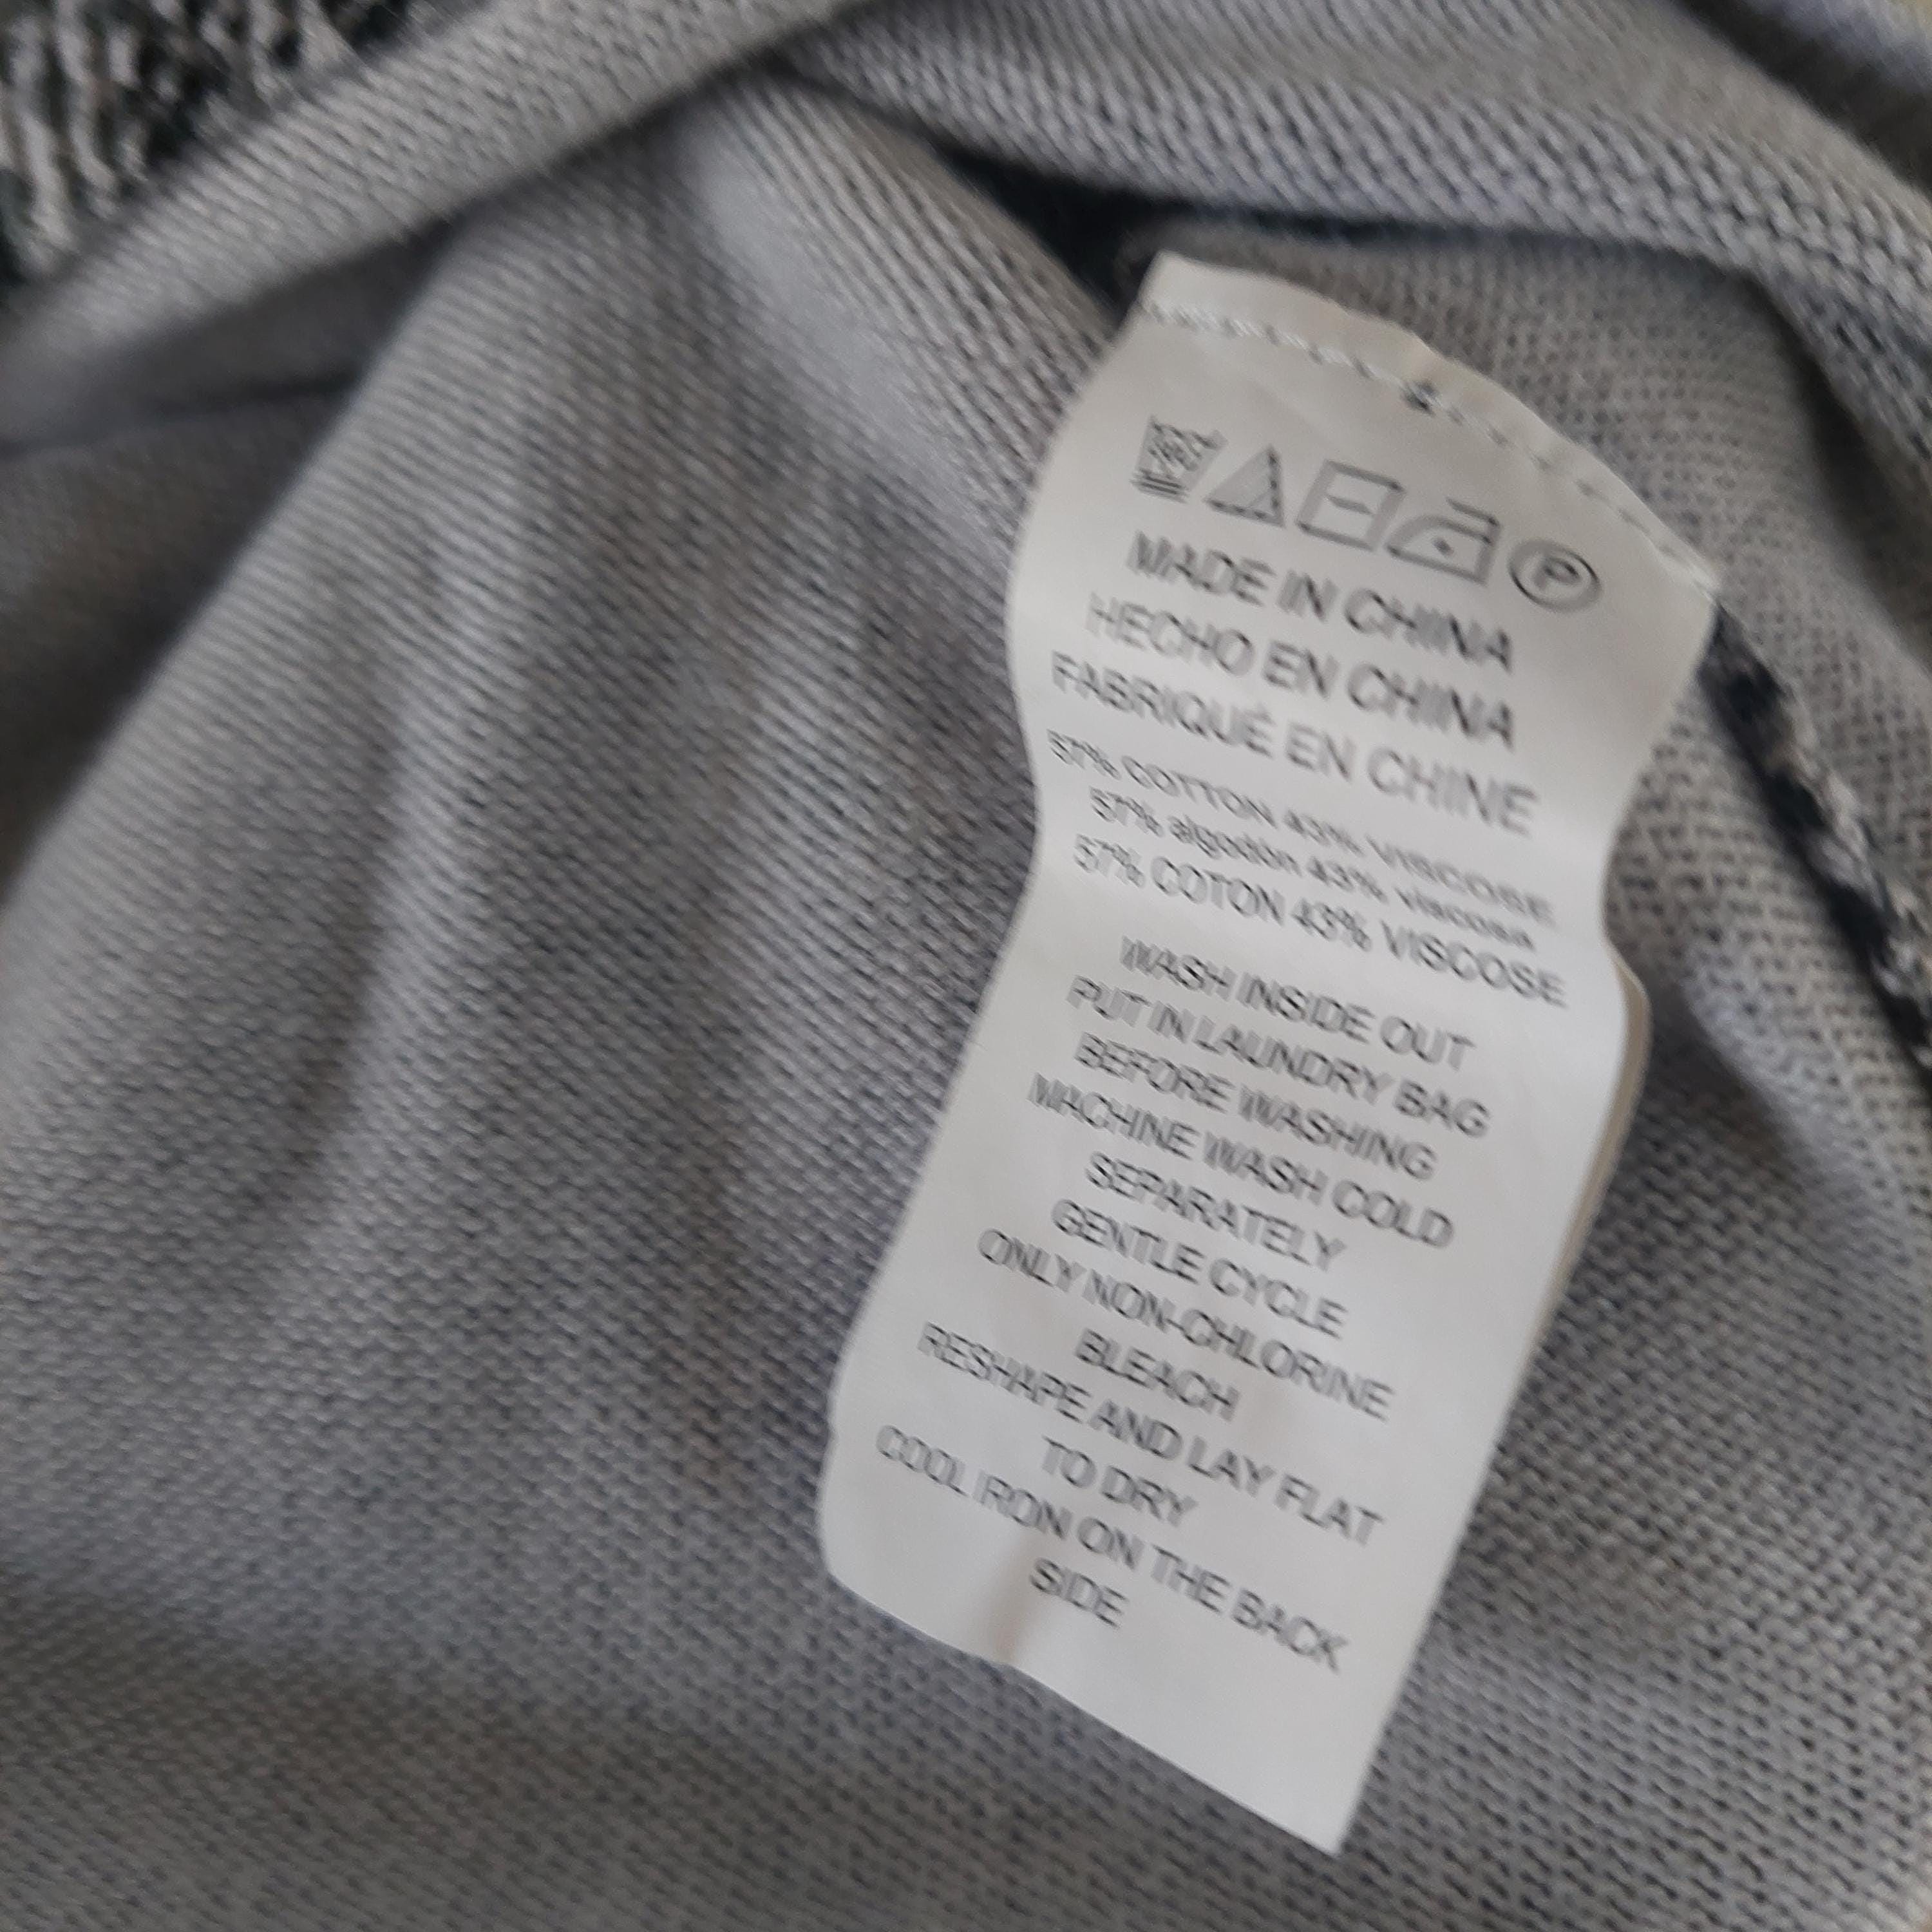 P
MADE IN CHINA
HECHO EN CHINA
FABRIQUÉ EN CHINE
57% COTTON 43% VISCOSE
57% algodón 43% viscosa
57% COTON 43% VISCOSE
WASH INSIDE OUT
PUT IN LAUNDRY BAG
BEFORE WASHING
MACHINE WASH COLD
SEPARATELY
GENTLE CYCLE
ONLY NON-CHLORINE
BLEACH
RESHAPE AND LAY FLAT
TO DRY
COOL IRON ON THE BACK
SIDE